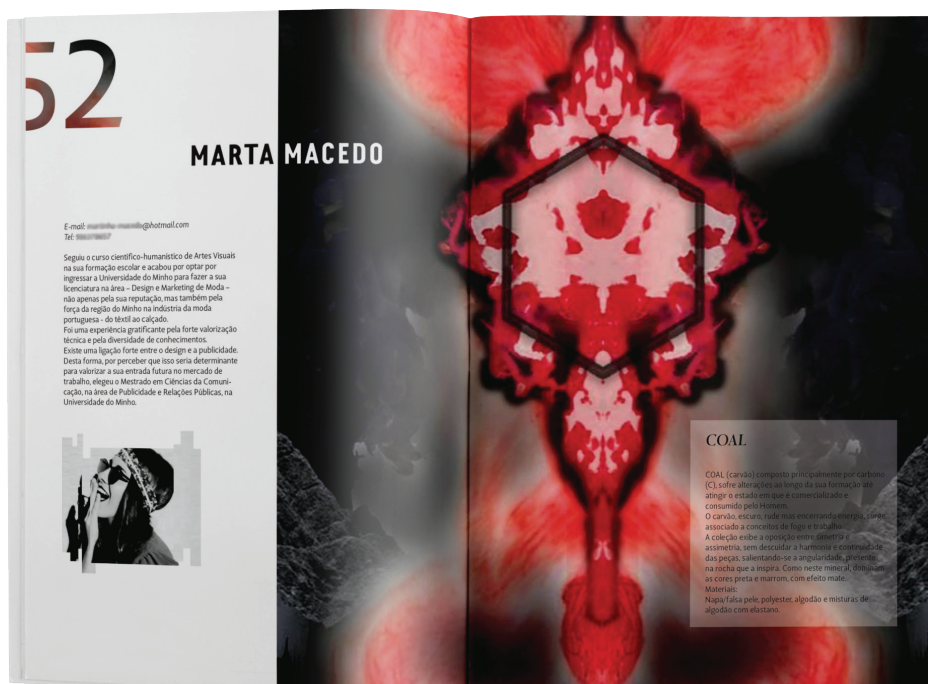 52
MARTA MACEDO
E-mail: @hotmail.com
Tel:
Seguiu o curso científico-humanístico de Artes Visuais
na sua formação escolar e acabou por optar por
ingressar a Universidade do Minho para fazer a sua
licenciatura na área – Design e Marketing de Moda –
não apenas pela sua reputação, mas também pela
força da região do Minho na indústria da moda
portuguesa - do têxtil ao calçado.
Foi uma experiência gratificante pela forte valorização
técnica e pela diversidade de conhecimentos.
Existe uma ligação forte entre o design e a publicidade.
Desta forma, por perceber que isso seria determinante
para valorizar a sua entrada futura no mercado de
trabalho, elegeu o Mestrado em Ciências da Comuni-
cação, na área de Publicidade e Relações Públicas, na
Universidade do Minho.
COAL
COAL (carvão) composto principalmente por carbono
(C), sofre alterações ao longo da sua formação até
atingir o estado em que é comercializado e
consumido pelo Homem.
O carvão, escuro, rude mas encerrando energia, surge
associado a conceitos de fogo e trabalho.
A coleção exibe a oposição entre simetria e
assimetria, sem descuidar a harmonia e continuidade
das peças, salientando-se a angularidade, presente
na rocha que a inspira. Como neste mineral, dominam
as cores preta e marrom, com efeito mate.
Materiais:
Napa/falsa pele, polyester, algodão e misturas de
algodão com elastano.